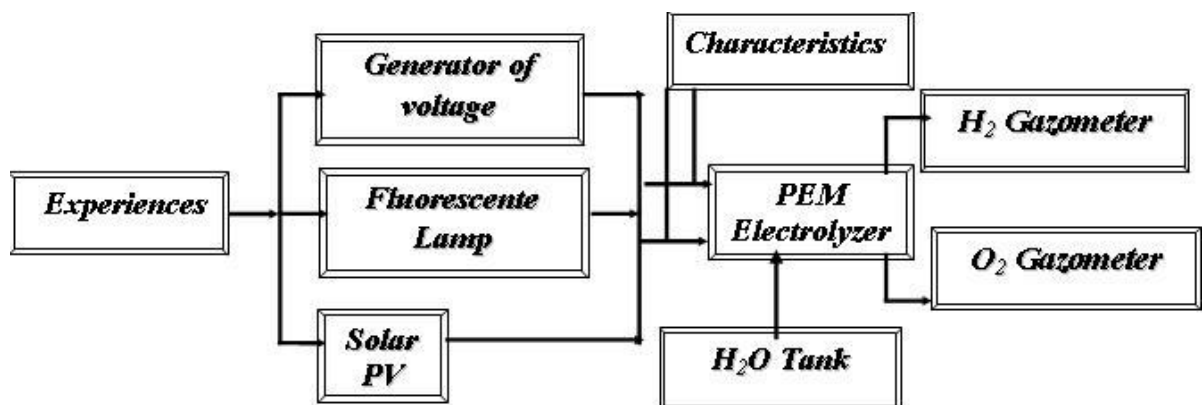 Experiences
Generator of
voltage
Fluorescente
Lamp
Solar
PV
Characteristics
PEM
Electrolyzer
H₂O Tank
H₂ Gazometer
O₂ Gazometer